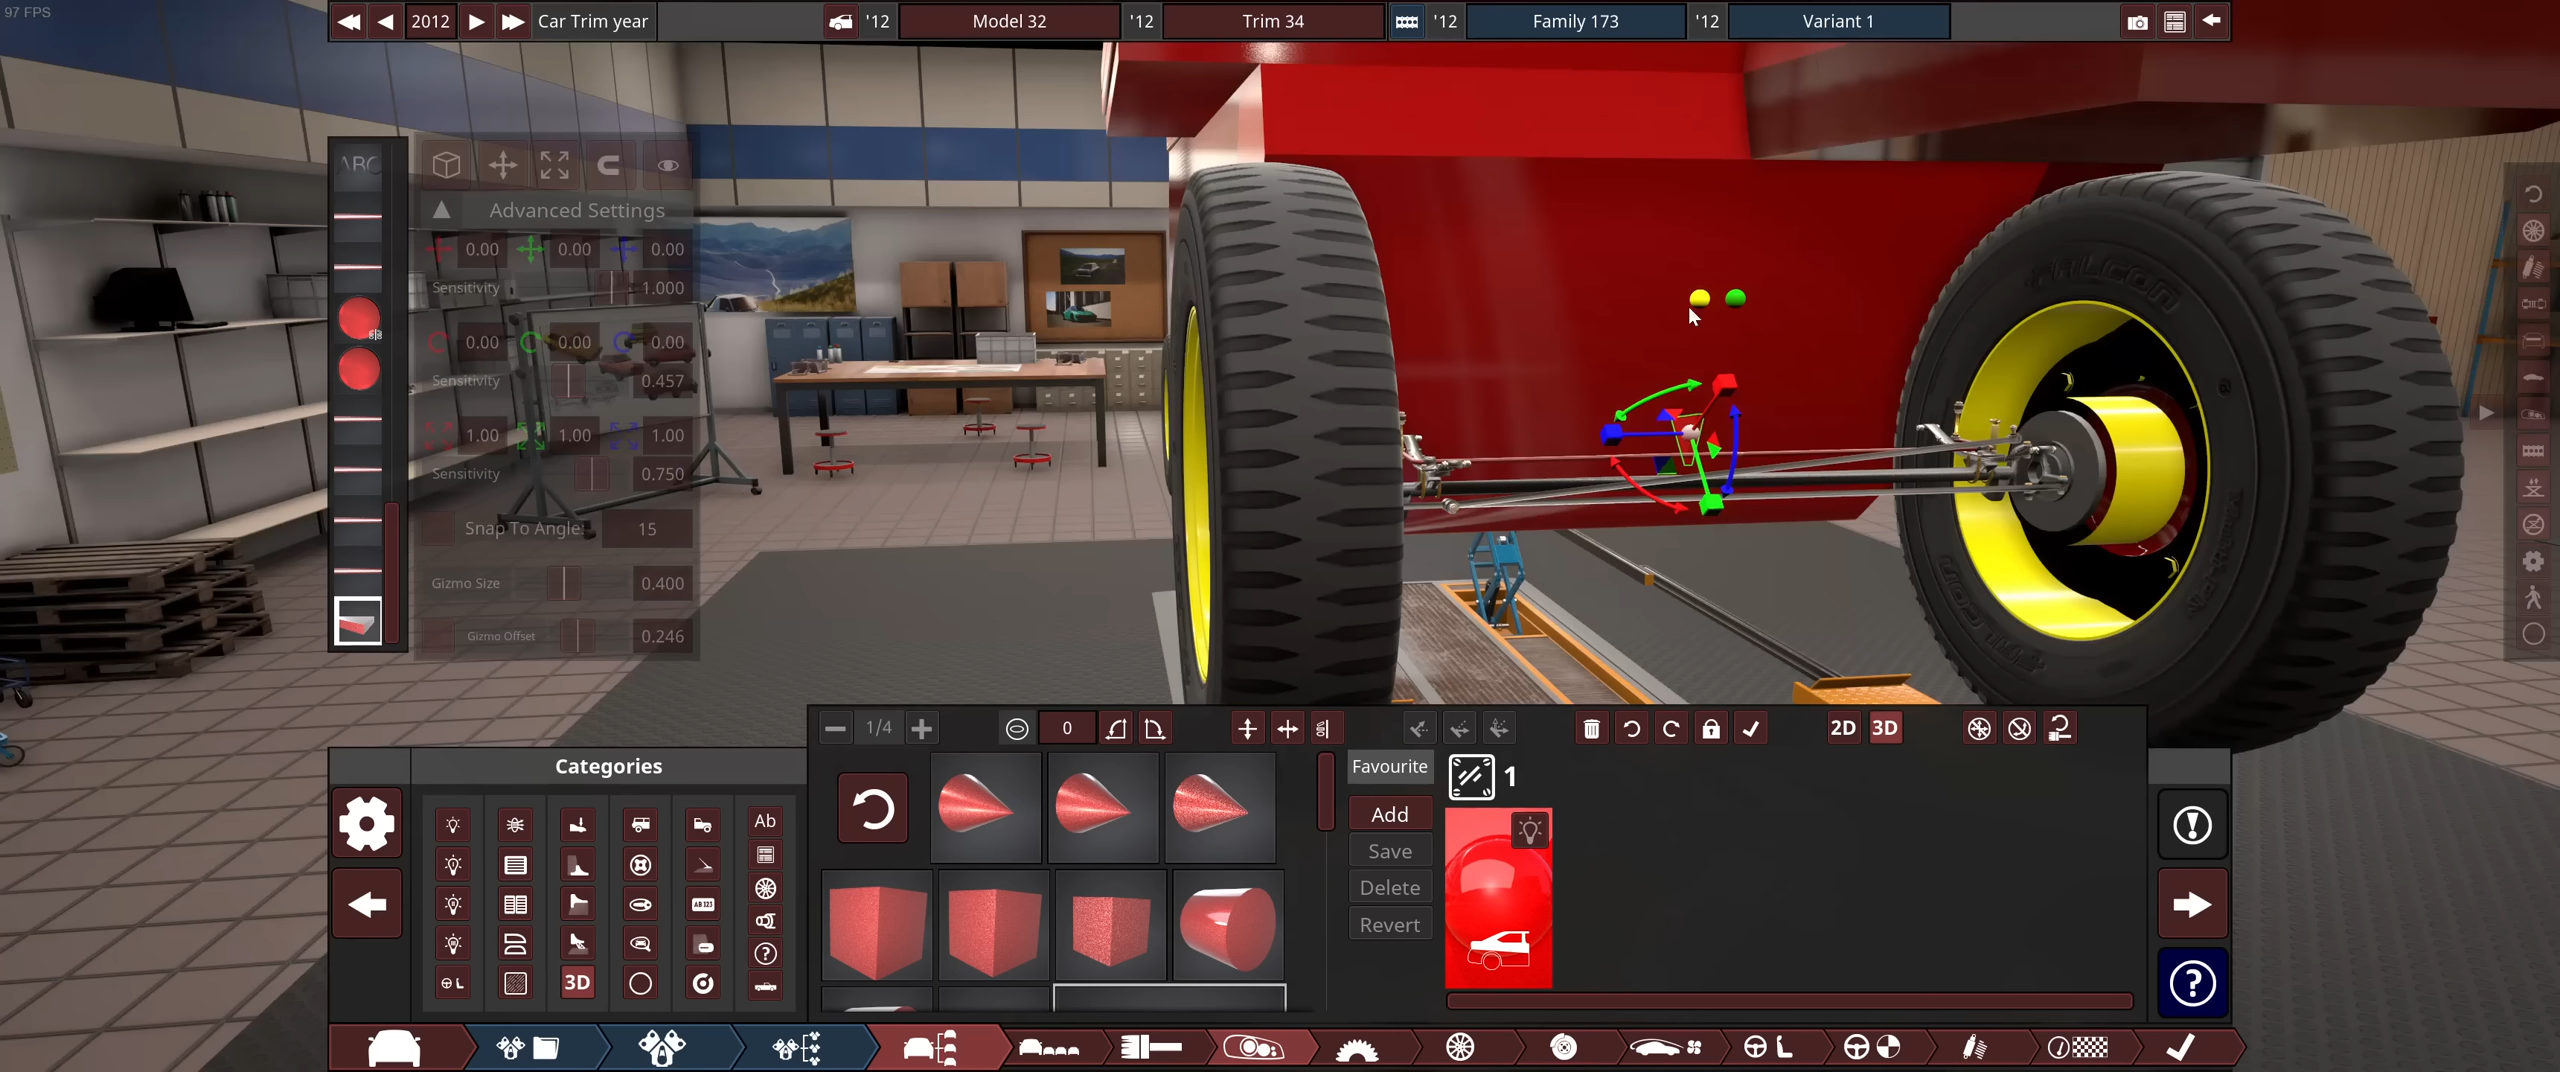 97 FPS
2012
Car Trim year
'12
Model 32
'12
Trim 34
'12
Family 173
'12
Variant 1
ABC
Advanced Settings
0.00 0.00 0.00
Sensitivity 1.000
0.00 0.00 0.00
Sensitivity 0.457
1.00 1.00 1.00
Sensitivity 0.750
Snap To Angle: 15
Gizmo Size 0.400
Gizmo Offset 0.246
FALCON
1/4
0
2D
3D
Categories
Ab
AB 123
3D
Favourite
1
Add
Save
Delete
Revert